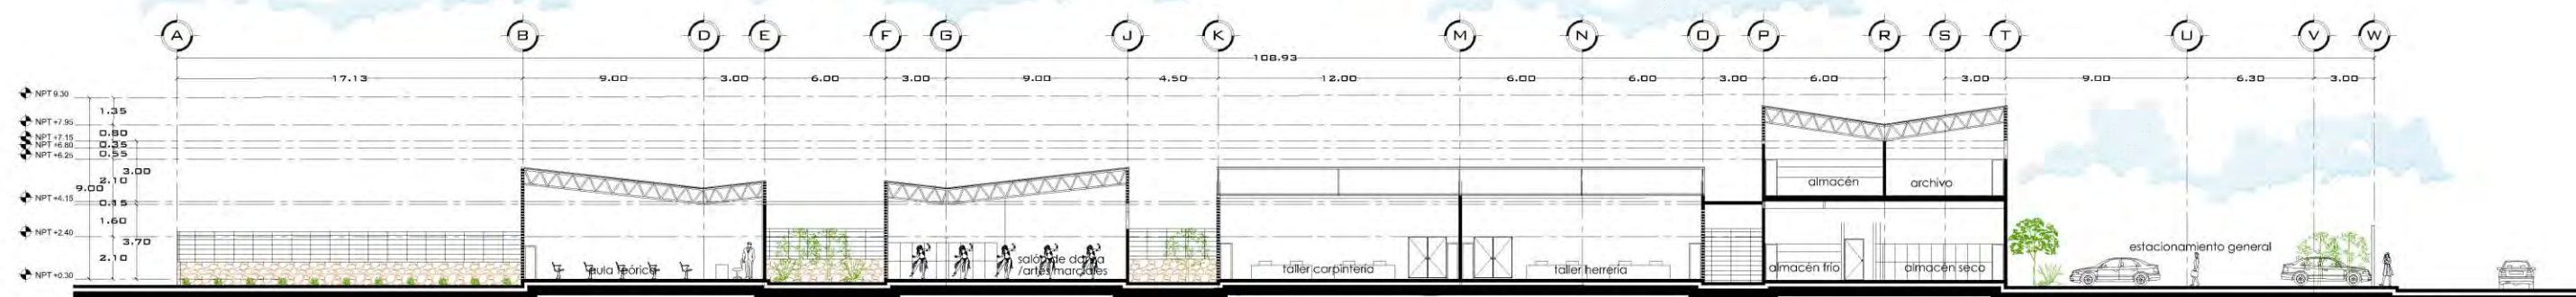 A B D E F G J K M N O P R S T U V W
108.93
17.13 9.00 3.00 6.00 3.00 9.00 4.50 12.00 6.00 6.00 3.00 6.00 3.00 9.00 6.30 3.00
NPT 9.30
1.35
NPT +7.95
0.80
NPT +7.15
0.35
NPT +6.80
0.55
NPT +6.25
3.00
2.10
9.00
NPT +4.15
0.15
1.60
NPT +2.40
3.70
2.10
NPT +0.30
aula teórica
salón de danza
/artes marciales
taller carpintería
taller herrería
almacén
archivo
almacén frío
almacén seco
estacionamiento general